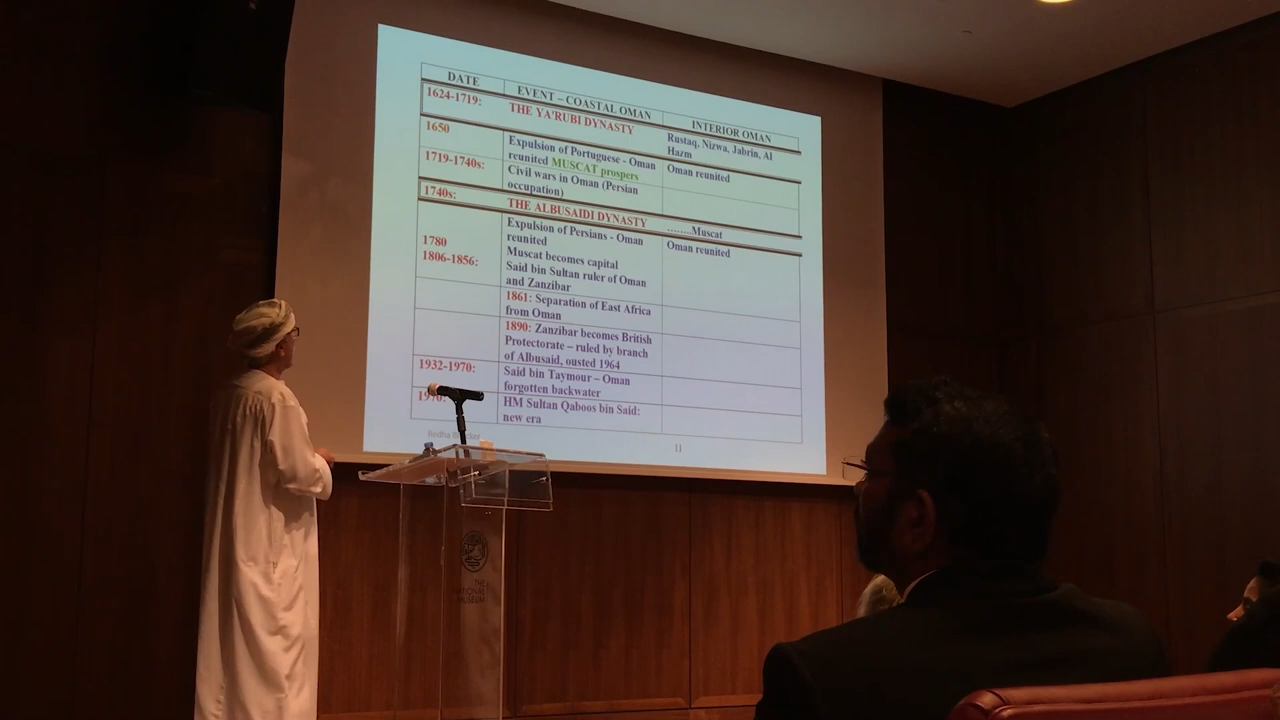 DATE EVENT – COASTAL OMAN INTERIOR OMAN
1624-1719: THE YA'RUBI DYNASTY Rustaq, Nizwa, Jabrin, Al
Hazm
1650 Expulsion of Portuguese - Oman Oman reunited
reunited MUSCAT prospers
1719-1740s: Civil wars in Oman (Persian
occupation)
1740s: THE ALBUSAIDI DYNASTY ........Muscat
Expulsion of Persians - Oman Oman reunited
reunited
1780 Muscat becomes capital
1806-1856: Said bin Sultan ruler of Oman
and Zanzibar
1861: Separation of East Africa
from Oman
1890: Zanzibar becomes British
Protectorate – ruled by branch
of Albusaid, ousted 1964
1932-1970: Said bin Taymour – Oman
forgotten backwater
1970: HM Sultan Qaboos bin Said:
new era
Redha
11
THE
NATIONAL
MUSEUM